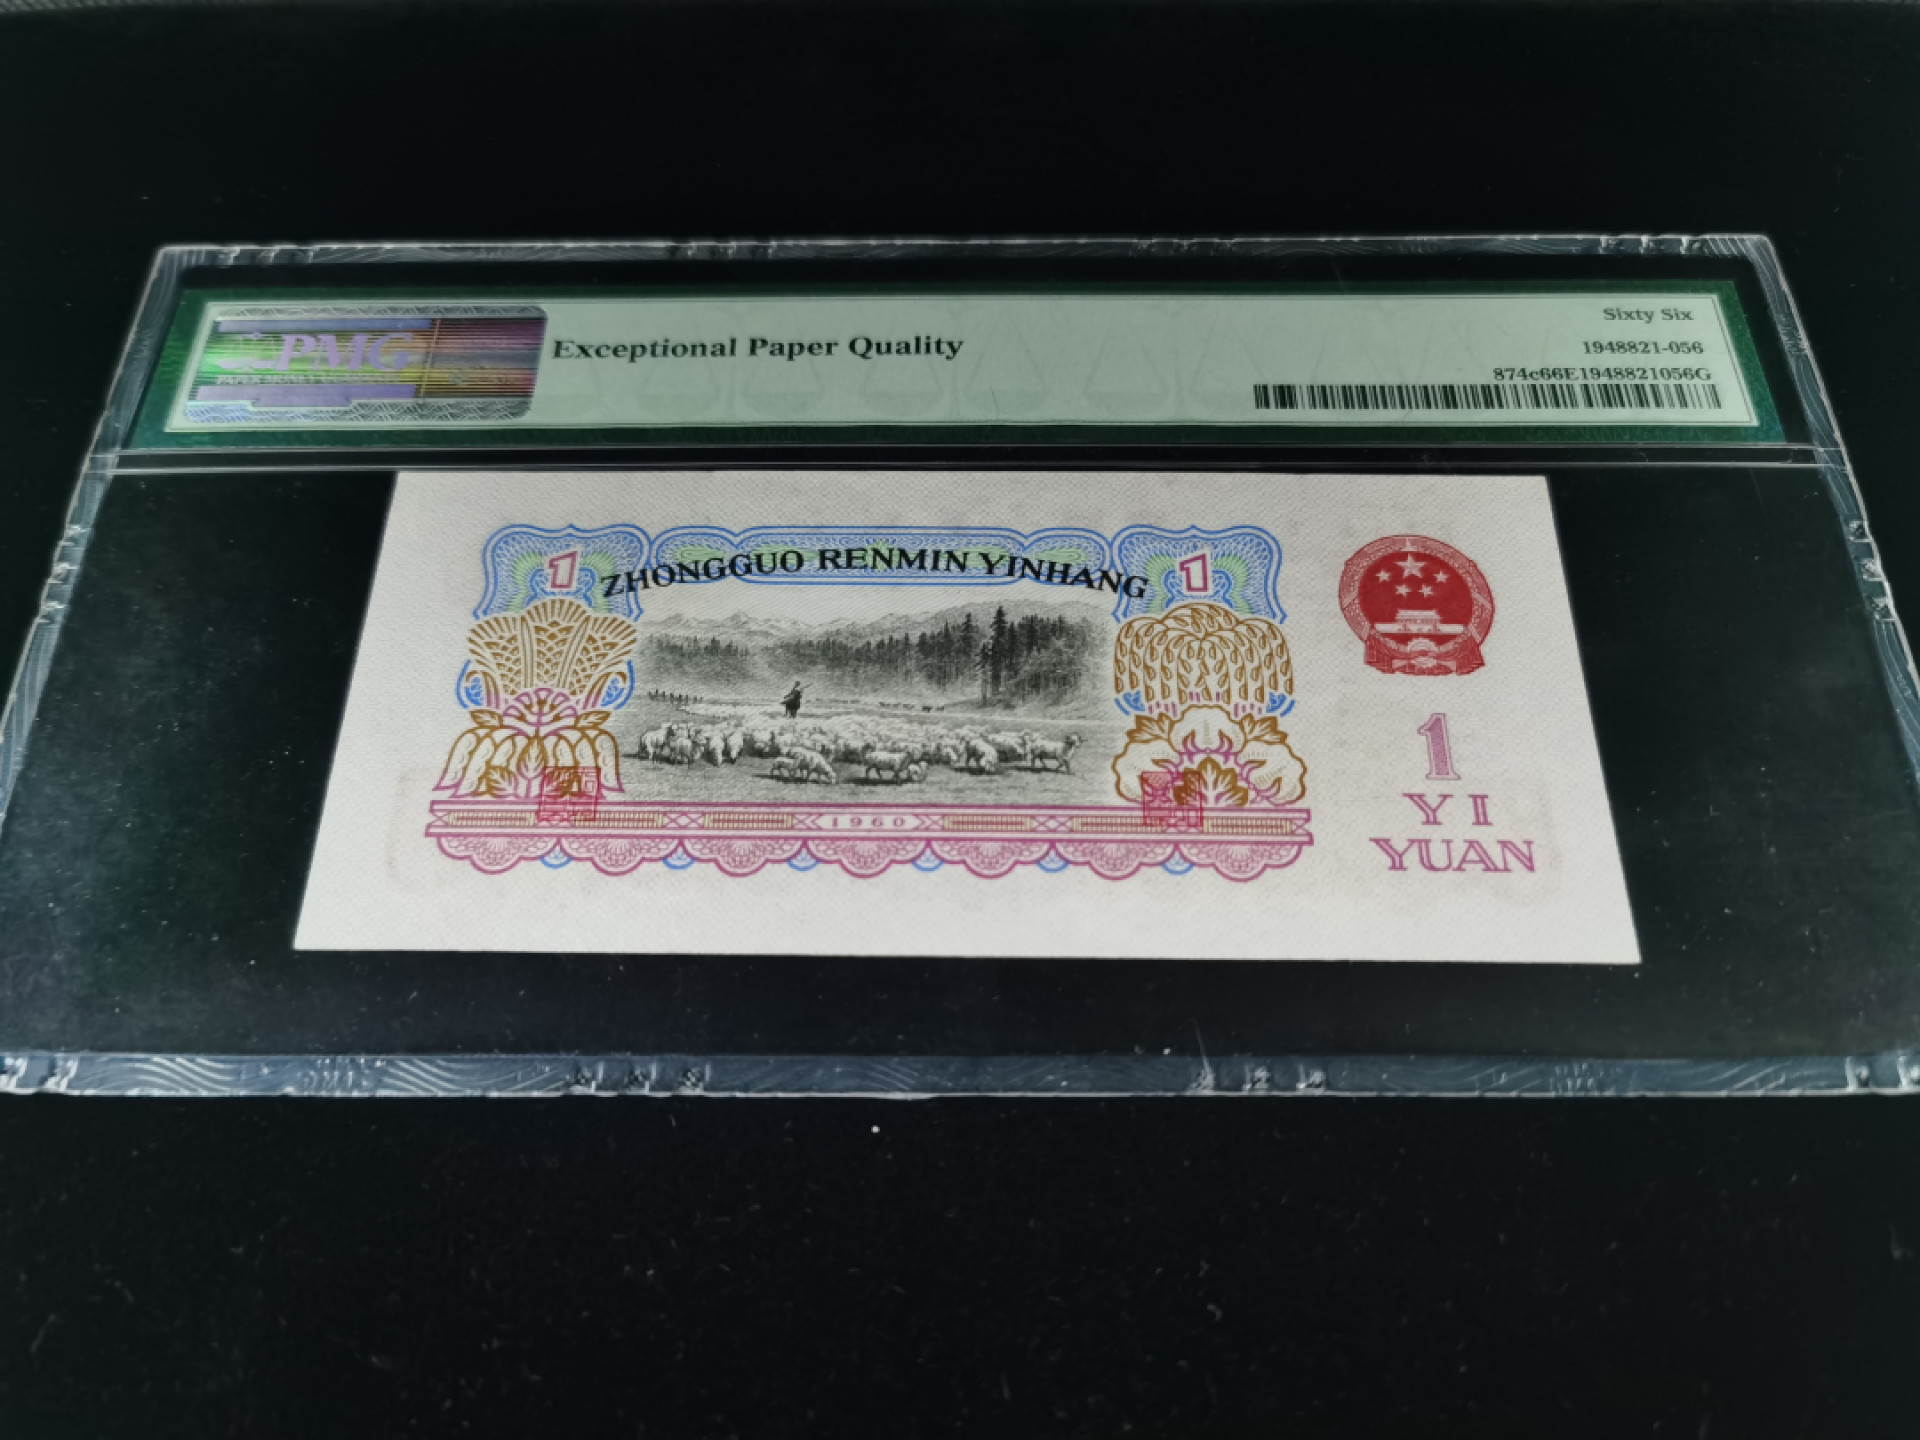 PMG
Exceptional Paper Quality
Sixty Six
1948821-056
874c66E1948821056G
1
ZHONGGUO RENMIN YINHANG
1
1
YI
YUAN
1960